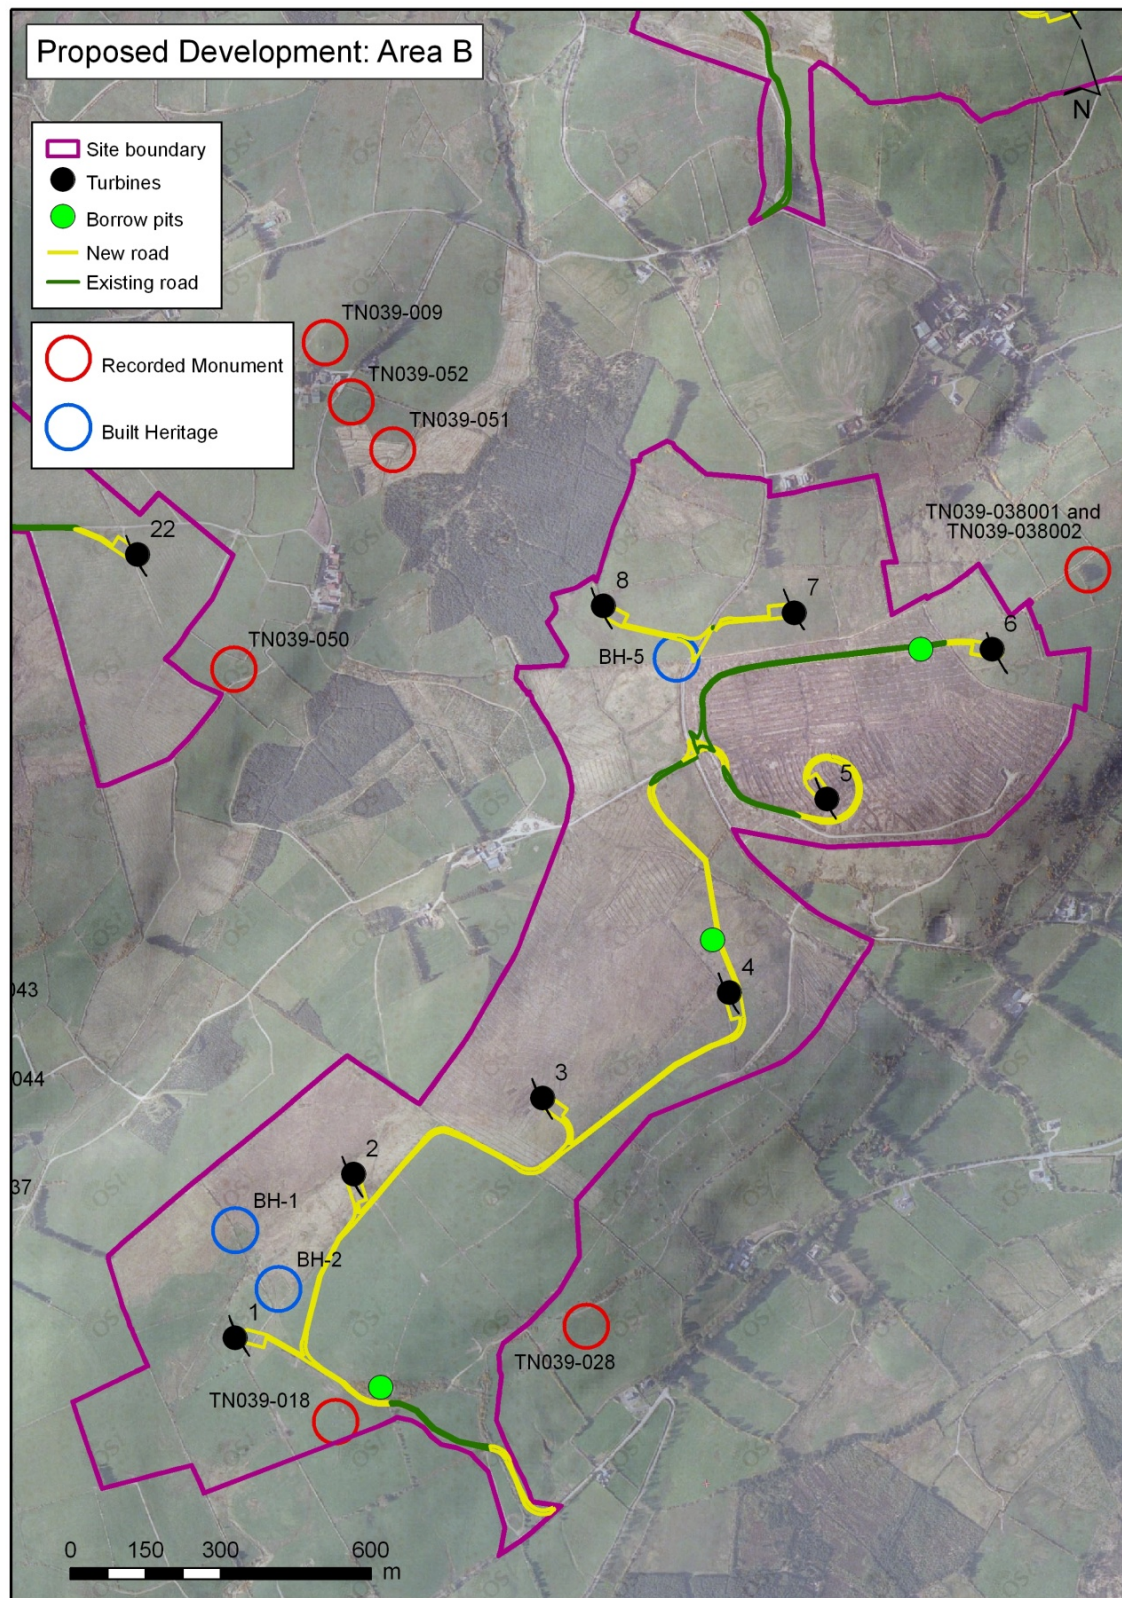 Proposed Development: Area B
N
Site boundary
Turbines
Borrow pits
New road
Existing road
Recorded Monument
Built Heritage
TN039-009
TN039-052
TN039-051
TN039-038001 and
TN039-038002
22
8
7
6
TN039-050
BH-5
5
4
043
3
044
2
37
BH-1
BH-2
1
TN039-028
TN039-018
0 150 300 600
m